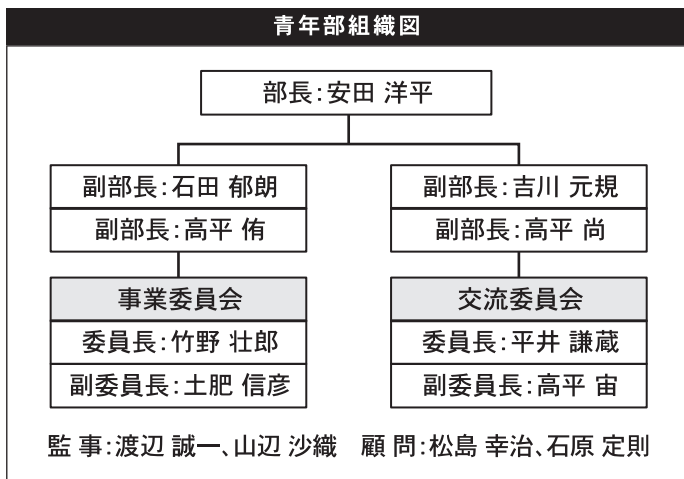 青年部組織図
部長:安田 洋平
副部長:石田 郁朗
副部長:高平 侑
事業委員会
委員長:竹野 壮郎
副委員長:土肥 信彦
副部長:吉川 元規
副部長:高平 尚
交流委員会
委員長:平井 謙蔵
副委員長:高平 宙
監 事:渡辺 誠一、山辺 沙織 顧 問:松島 幸治、石原 定則